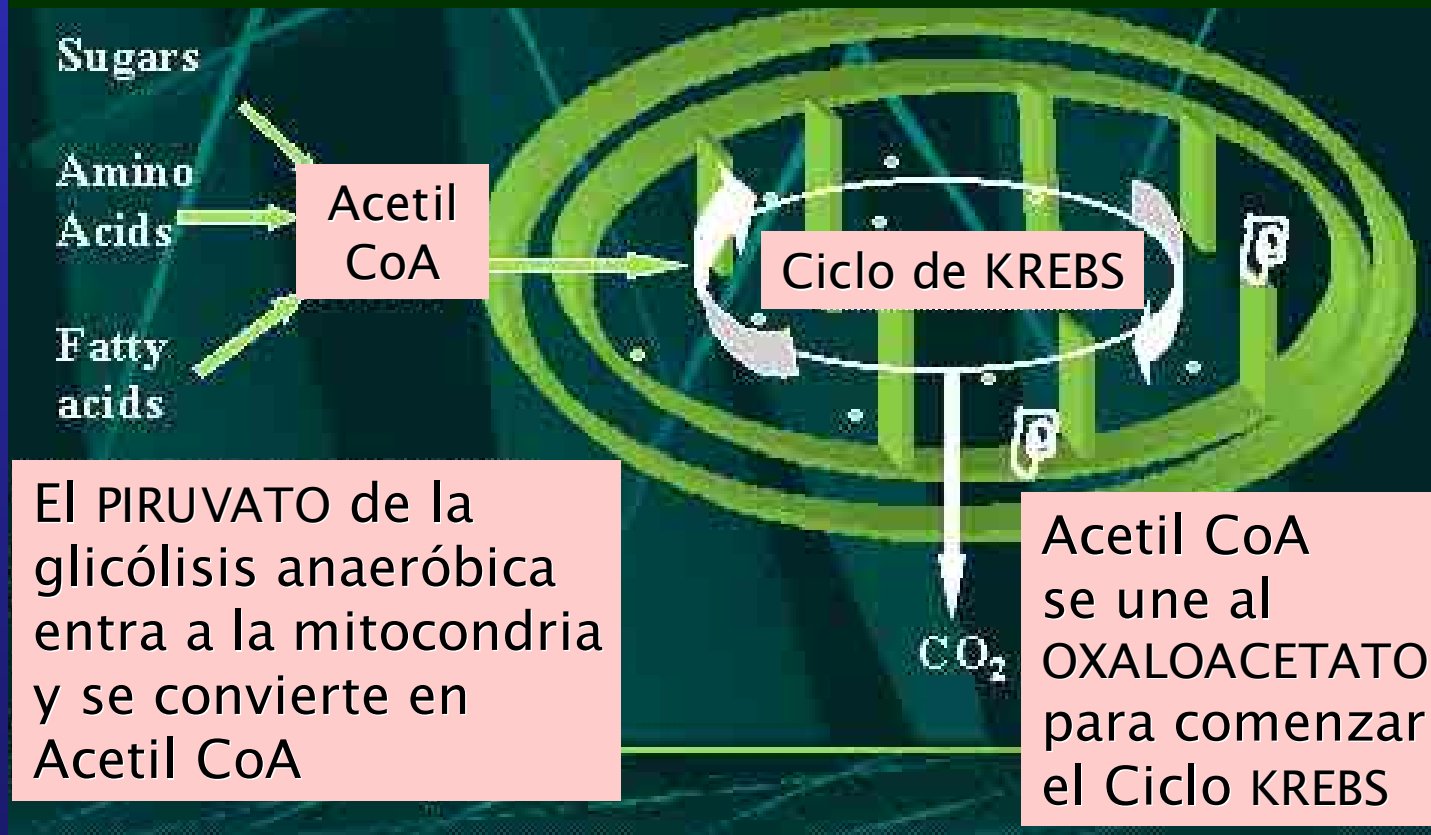 Sugars
Amino
Acids
Fatty
acids
Acetil
CoA
Ciclo de KREBS
CO₂
El PIRUVATO de la
glicólisis anaeróbica
entra a la mitocondria
y se convierte en
Acetil CoA
Acetil CoA
se une al
OXALOACETATO
para comenzar
el Ciclo KREBS